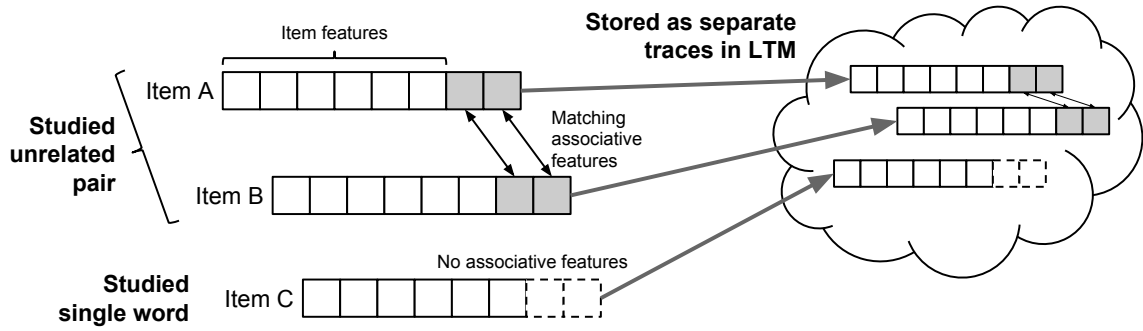 Item features
Stored as separate
traces in LTM
Item A
Matching
associative
features
Studied
unrelated
pair
Item B
No associative features
Studied
single word
Item C